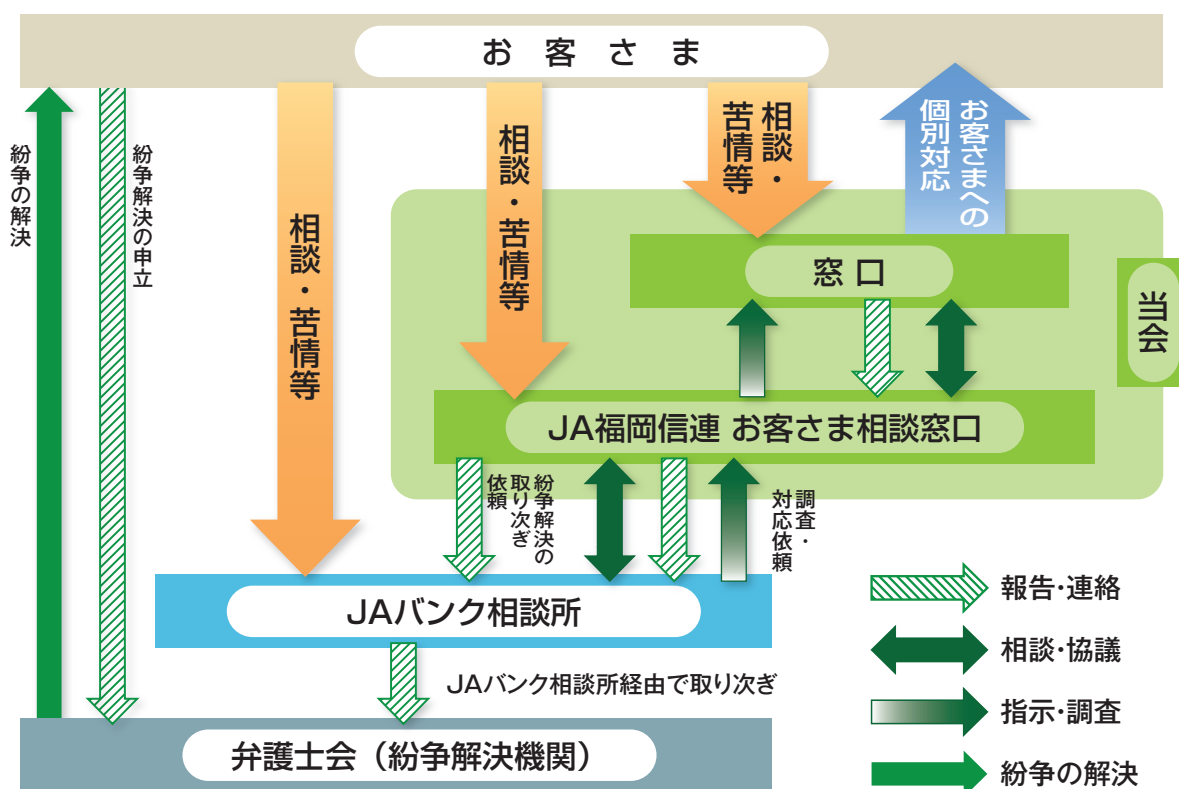 お客さま
紛争の解決
紛争解決の申立
相談・苦情等
相談・苦情等
相談・
苦情等
お客さまへの
個別対応
窓口
当会
JA福岡信連 お客さま相談窓口
紛争解決の
取り次ぎ
依頼
調査・
対応依頼
JAバンク相談所
JAバンク相談所経由で取り次ぎ
弁護士会（紛争解決機関）
報告・連絡
相談・協議
指示・調査
紛争の解決